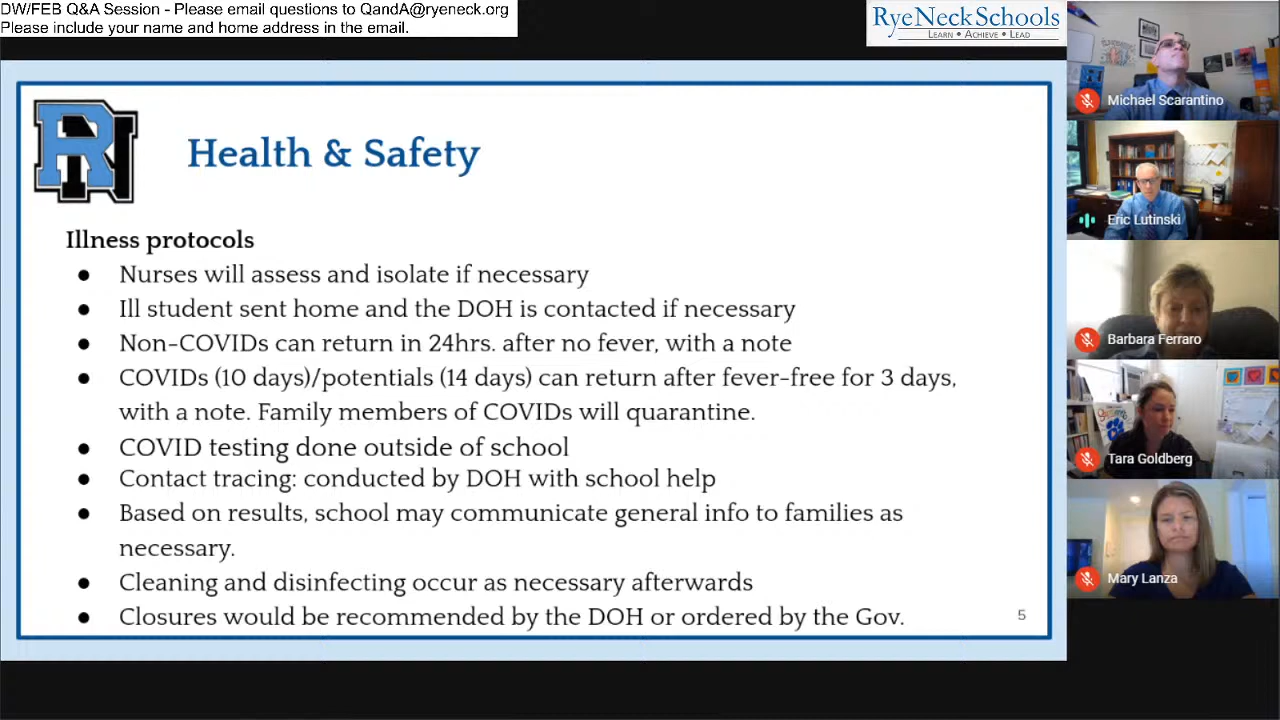 DW/FEB Q&A Session - Please email questions to QandA@ryeneck.org
Please include your name and home address in the email.
Rye Neck Schools
Learn • Achieve • Lead
RN
Health & Safety
Illness protocols
● Nurses will assess and isolate if necessary
● Ill student sent home and the DOH is contacted if necessary
● Non-COVIDs can return in 24hrs. after no fever, with a note
● COVIDs (10 days)/potentials (14 days) can return after fever-free for 3 days,
with a note. Family members of COVIDs will quarantine.
● COVID testing done outside of school
● Contact tracing: conducted by DOH with school help
● Based on results, school may communicate general info to families as
necessary.
● Cleaning and disinfecting occur as necessary afterwards
● Closures would be recommended by the DOH or ordered by the Gov.
5
Michael Scarantino
Eric Lutinski
Barbara Ferraro
Tara Goldberg
Mary Lanza